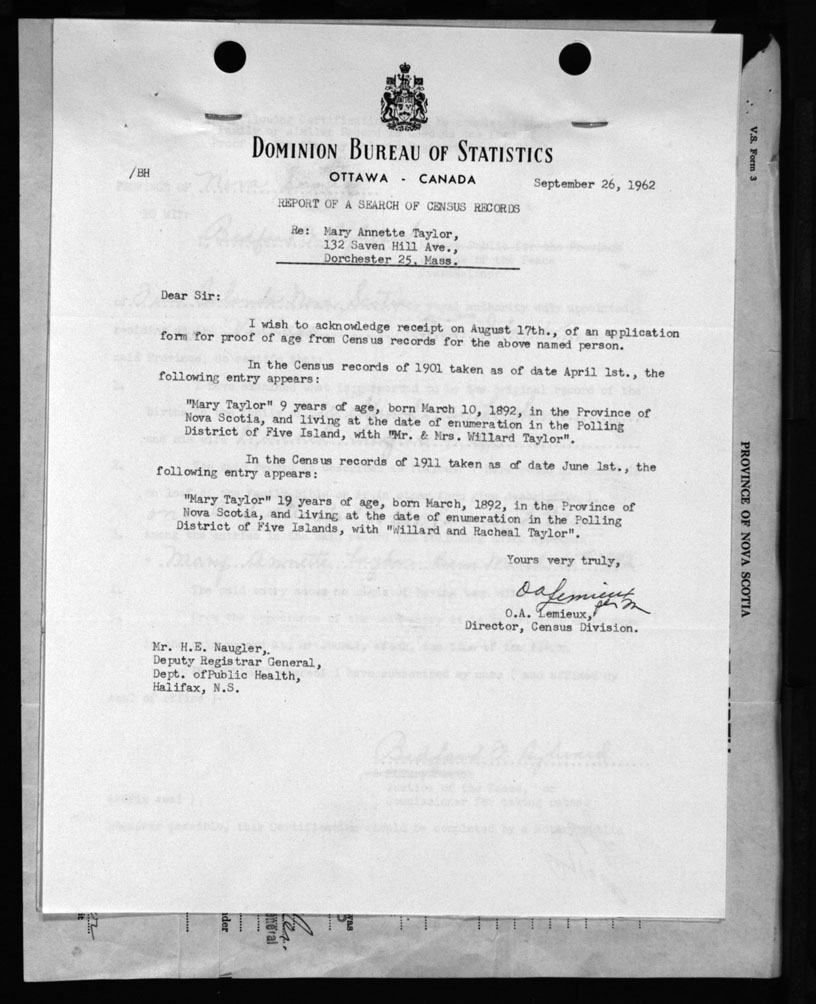 DOMINION BUREAU OF STATISTICS
/BH
OTTAWA - CANADA
September 26, 1962
REPORT OF A SEARCH OF CENSUS RECORDS
Re: Mary Annette Taylor,
132 Saven Hill Ave.,
Dorchester 25, Mass.
Dear Sir:
I wish to acknowledge receipt on August 17th., of an application
form for proof of age from Census records for the above named person.
In the Census records of 1901 taken as of date April 1st., the
following entry appears:
"Mary Taylor" 9 years of age, born March 10, 1892, in the Province of
Nova Scotia, and living at the date of enumeration in the Polling
District of Five Island, with "Mr. & Mrs. Willard Taylor".
In the Census records of 1911 taken as of date June 1st., the
following entry appears:
"Mary Taylor" 19 years of age, born March, 1892, in the Province of
Nova Scotia, and living at the date of enumeration in the Polling
District of Five Islands, with "Willard and Racheal Taylor".
Yours very truly,
O A Lemieux
O.A. Lemieux,
Director, Census Division.
Mr. H.E. Naugler,
Deputy Registrar General,
Dept. ofPublic Health,
Halifax, N.S.
V.S. Form 3
PROVINCE OF NOVA SCOTIA